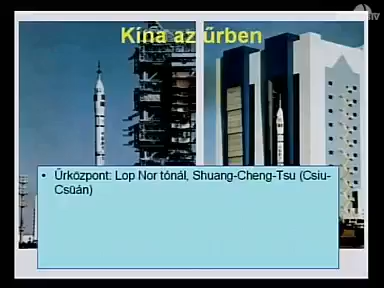 Kína az űrben
• Űrközpont: Lop Nor tónál, Shuang-Cheng-Tsu (Csiu-
Csüán)